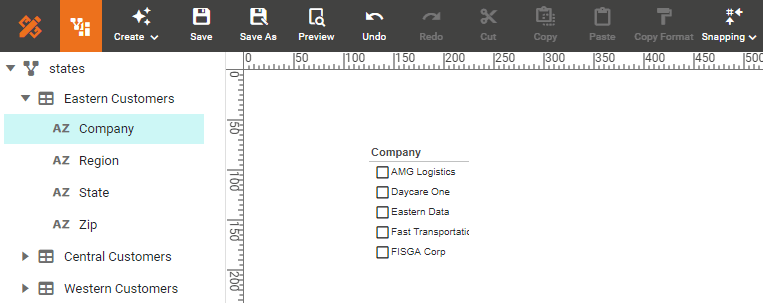 Create Save Save As Preview Undo Redo Cut Copy Paste Copy Format Snapping
states
0 50 100 150 200 250 300 350 400 450 500
Eastern Customers
AZ Company
AZ Region
AZ State
AZ Zip
Central Customers
Western Customers
0
50
100
150
200
Company
AMG Logistics
Daycare One
Eastern Data
Fast Transportatic
FISGA Corp